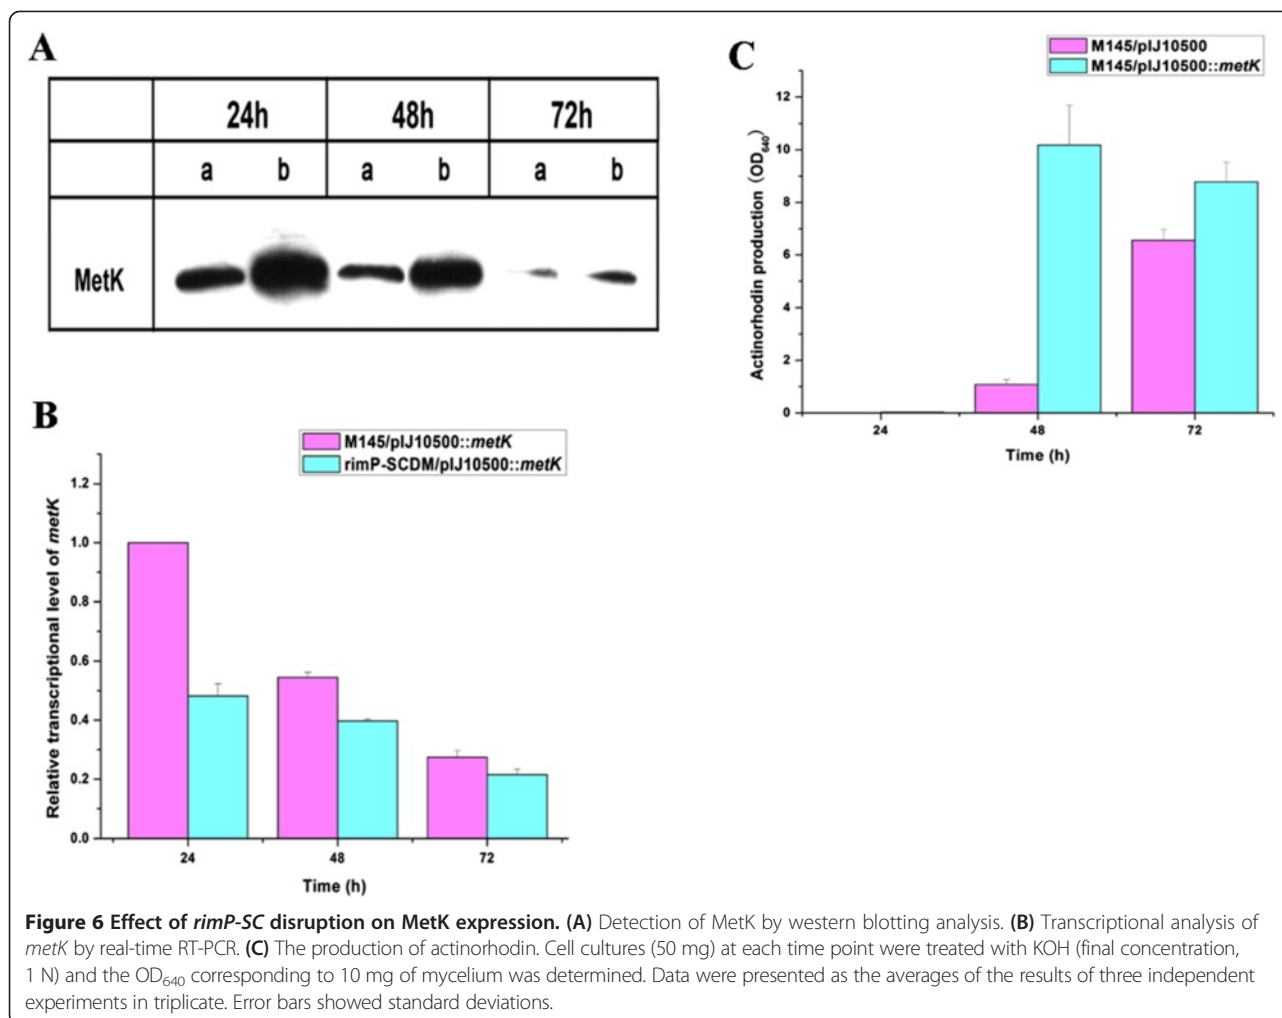 A
24h 48h 72h
a b a b a b
MetK
B
M145/pIJ10500::metK
rimP-SCDM/pIJ10500::metK
Relative transcriptional level of metK
1.2
1.0
0.8
0.6
0.4
0.2
0.0
24 48 72
Time (h)
C
M145/pIJ10500
M145/pIJ10500::metK
Actinorhodin production (OD640)
12
10
8
6
4
2
0
24 48 72
Time (h)
Figure 6 Effect of rimP-SC disruption on MetK expression. (A) Detection of MetK by western blotting analysis. (B) Transcriptional analysis of
metK by real-time RT-PCR. (C) The production of actinorhodin. Cell cultures (50 mg) at each time point were treated with KOH (final concentration,
1 N) and the OD640 corresponding to 10 mg of mycelium was determined. Data were presented as the averages of the results of three independent
experiments in triplicate. Error bars showed standard deviations.